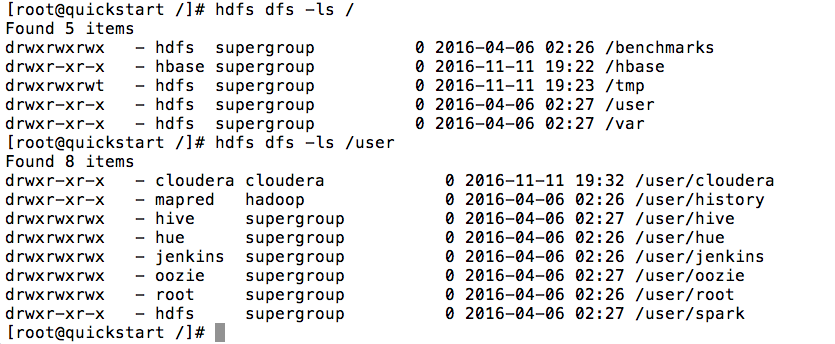 [root@quickstart /]# hdfs dfs -ls /
Found 5 items
drwxrwxrwx   - hdfs  supergroup          0 2016-04-06 02:26 /benchmarks
drwxr-xr-x   - hbase supergroup          0 2016-11-11 19:22 /hbase
drwxrwxrwt   - hdfs  supergroup          0 2016-11-11 19:23 /tmp
drwxr-xr-x   - hdfs  supergroup          0 2016-04-06 02:27 /user
drwxr-xr-x   - hdfs  supergroup          0 2016-04-06 02:27 /var
[root@quickstart /]# hdfs dfs -ls /user
Found 8 items
drwxr-xr-x   - cloudera cloudera            0 2016-11-11 19:32 /user/cloudera
drwxr-xr-x   - mapred   hadoop              0 2016-04-06 02:26 /user/history
drwxrwxrwx   - hive     supergroup          0 2016-04-06 02:27 /user/hive
drwxrwxrwx   - hue      supergroup          0 2016-04-06 02:26 /user/hue
drwxrwxrwx   - jenkins  supergroup          0 2016-04-06 02:26 /user/jenkins
drwxrwxrwx   - oozie    supergroup          0 2016-04-06 02:27 /user/oozie
drwxrwxrwx   - root     supergroup          0 2016-04-06 02:26 /user/root
drwxr-xr-x   - hdfs     supergroup          0 2016-04-06 02:27 /user/spark
[root@quickstart /]#